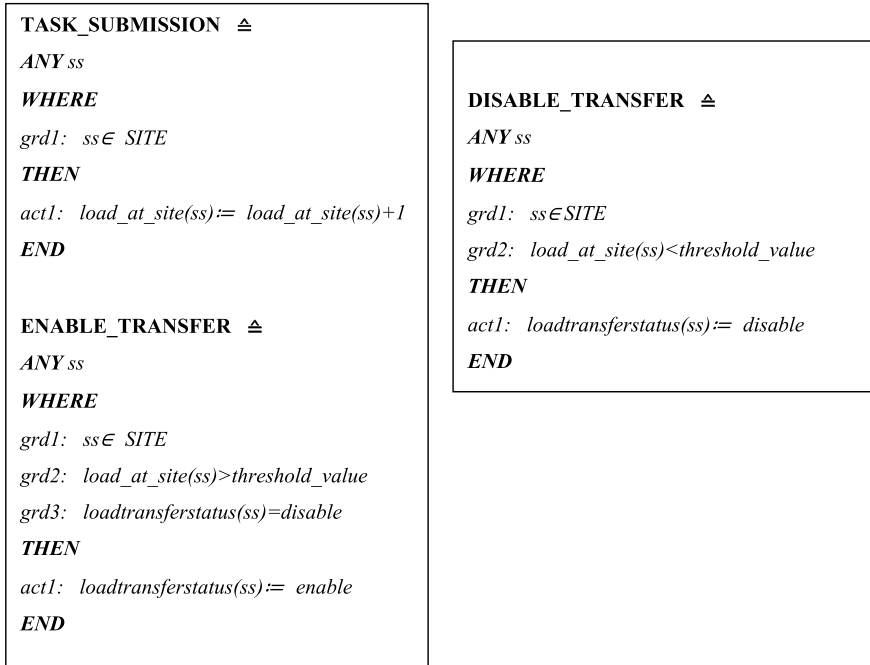 TASK_SUBMISSION ≙
ANY ss
WHERE
grd1: ss∈ SITE
THEN
act1: load_at_site(ss)≔ load_at_site(ss)+1
END
ENABLE_TRANSFER ≙
ANY ss
WHERE
grd1: ss∈ SITE
grd2: load_at_site(ss)>threshold_value
grd3: loadtransferstatus(ss)=disable
THEN
act1: loadtransferstatus(ss)≔ enable
END
DISABLE_TRANSFER ≙
ANY ss
WHERE
grd1: ss∈SITE
grd2: load_at_site(ss)<threshold_value
THEN
act1: loadtransferstatus(ss)≔ disable
END